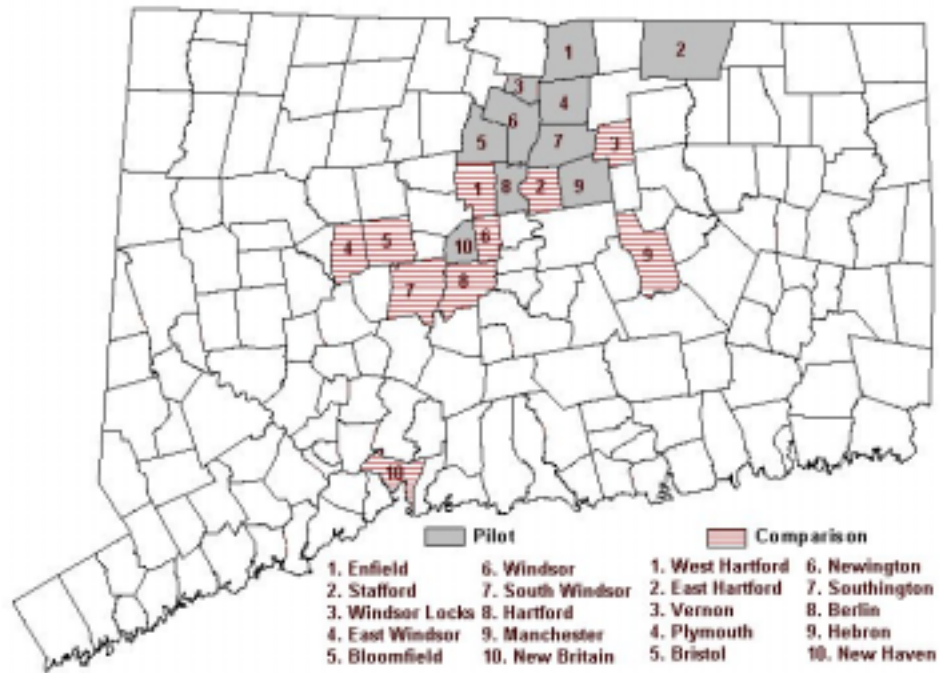 1
2
3
4
6
5
7
3
1
8
2
9
4
5
10
6
9
7
8
10
Pilot
Comparison
1. Enfield
6. Windsor
1. West Hartford
6. Newington
2. Stafford
7. South Windsor
2. East Hartford
7. Southington
3. Windsor Locks
8. Hartford
3. Vernon
8. Berlin
4. East Windsor
9. Manchester
4. Plymouth
9. Hebron
5. Bloomfield
10. New Britain
5. Bristol
10. New Haven